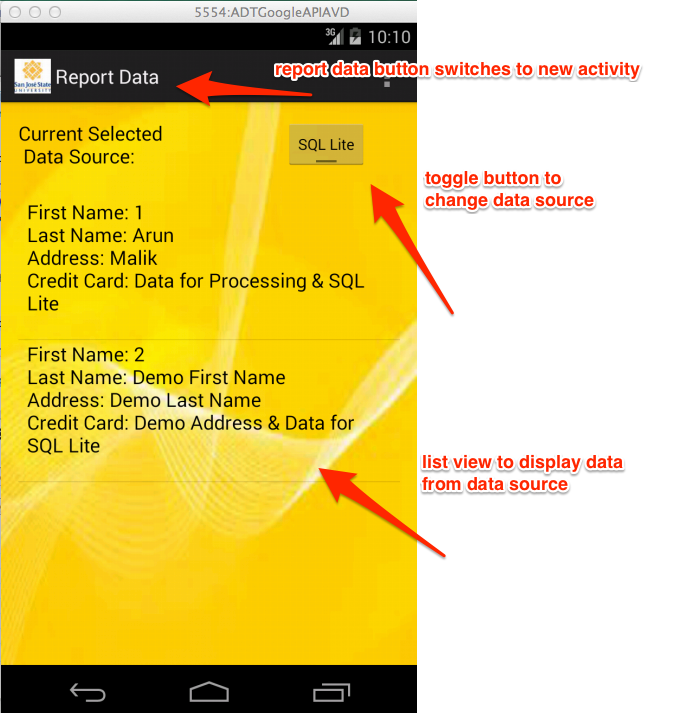 5554:ADTGoogleAPIAVD
3G 10:10
San José State
UNIVERSITY
Report Data
report data button switches to new activity
Current Selected
Data Source:
SQL Lite
toggle button to
change data source
First Name: 1
Last Name: Arun
Address: Malik
Credit Card: Data for Processing & SQL
Lite
First Name: 2
Last Name: Demo First Name
Address: Demo Last Name
Credit Card: Demo Address & Data for
SQL Lite
list view to display data
from data source